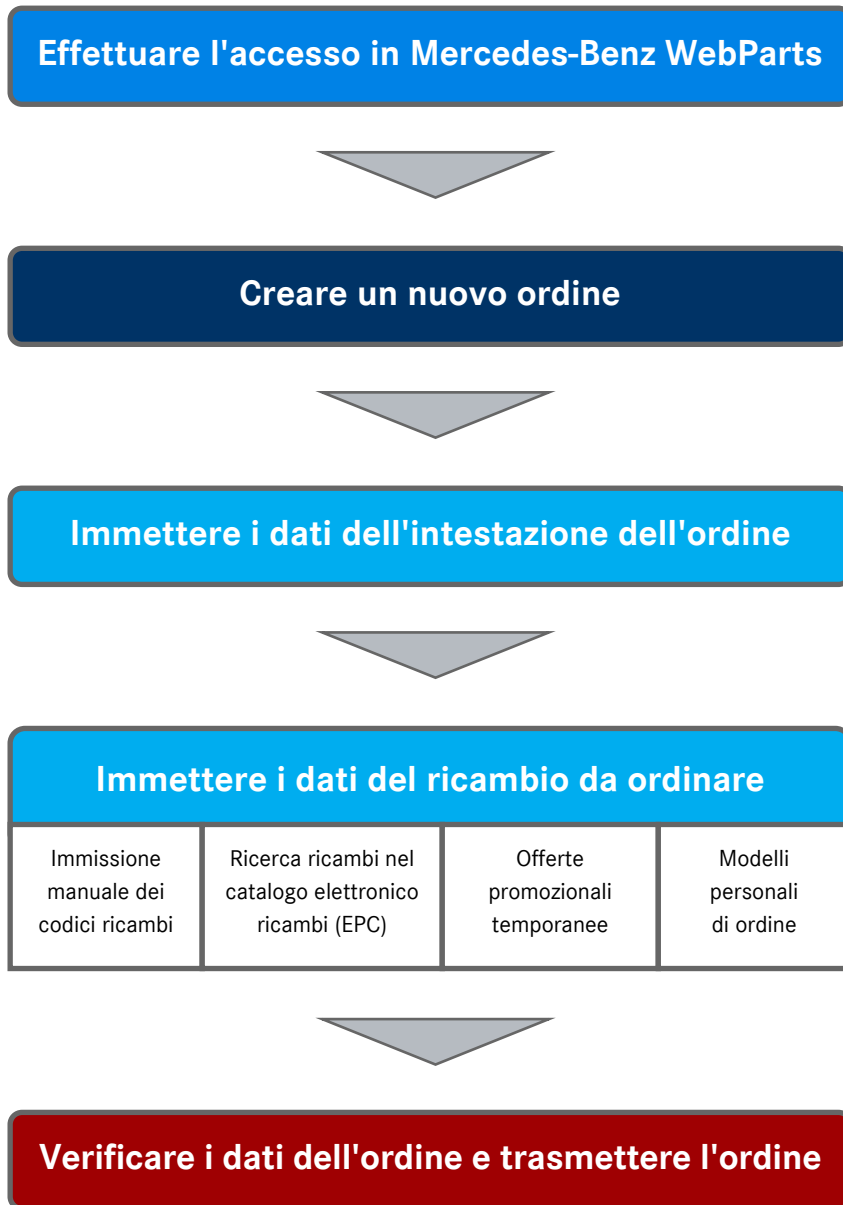 Effettuare l'accesso in Mercedes-Benz WebParts
Creare un nuovo ordine
Immettere i dati dell'intestazione dell'ordine
Immettere i dati del ricambio da ordinare
Immissione
manuale dei
codici ricambi
Ricerca ricambi nel
catalogo elettronico
ricambi (EPC)
Offerte
promozionali
temporanee
Modelli
personali
di ordine
Verificare i dati dell'ordine e trasmettere l'ordine